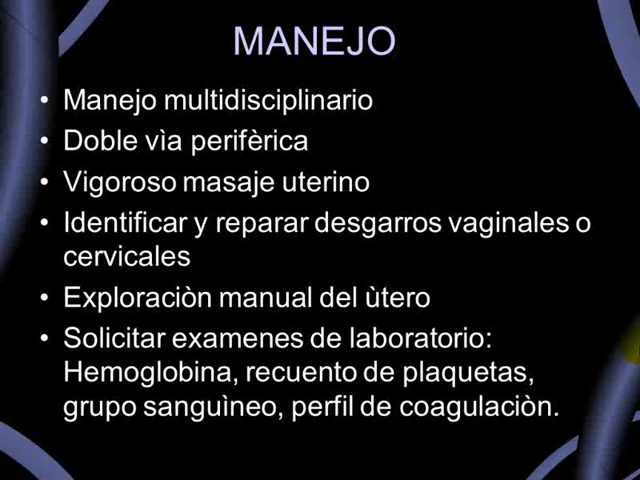 MANEJO
• Manejo multidisciplinario
• Doble vìa perifèrica
• Vigoroso masaje uterino
• Identificar y reparar desgarros vaginales o
cervicales
• Exploraciòn manual del ùtero
• Solicitar examenes de laboratorio:
Hemoglobina, recuento de plaquetas,
grupo sanguìneo, perfil de coagulaciòn.